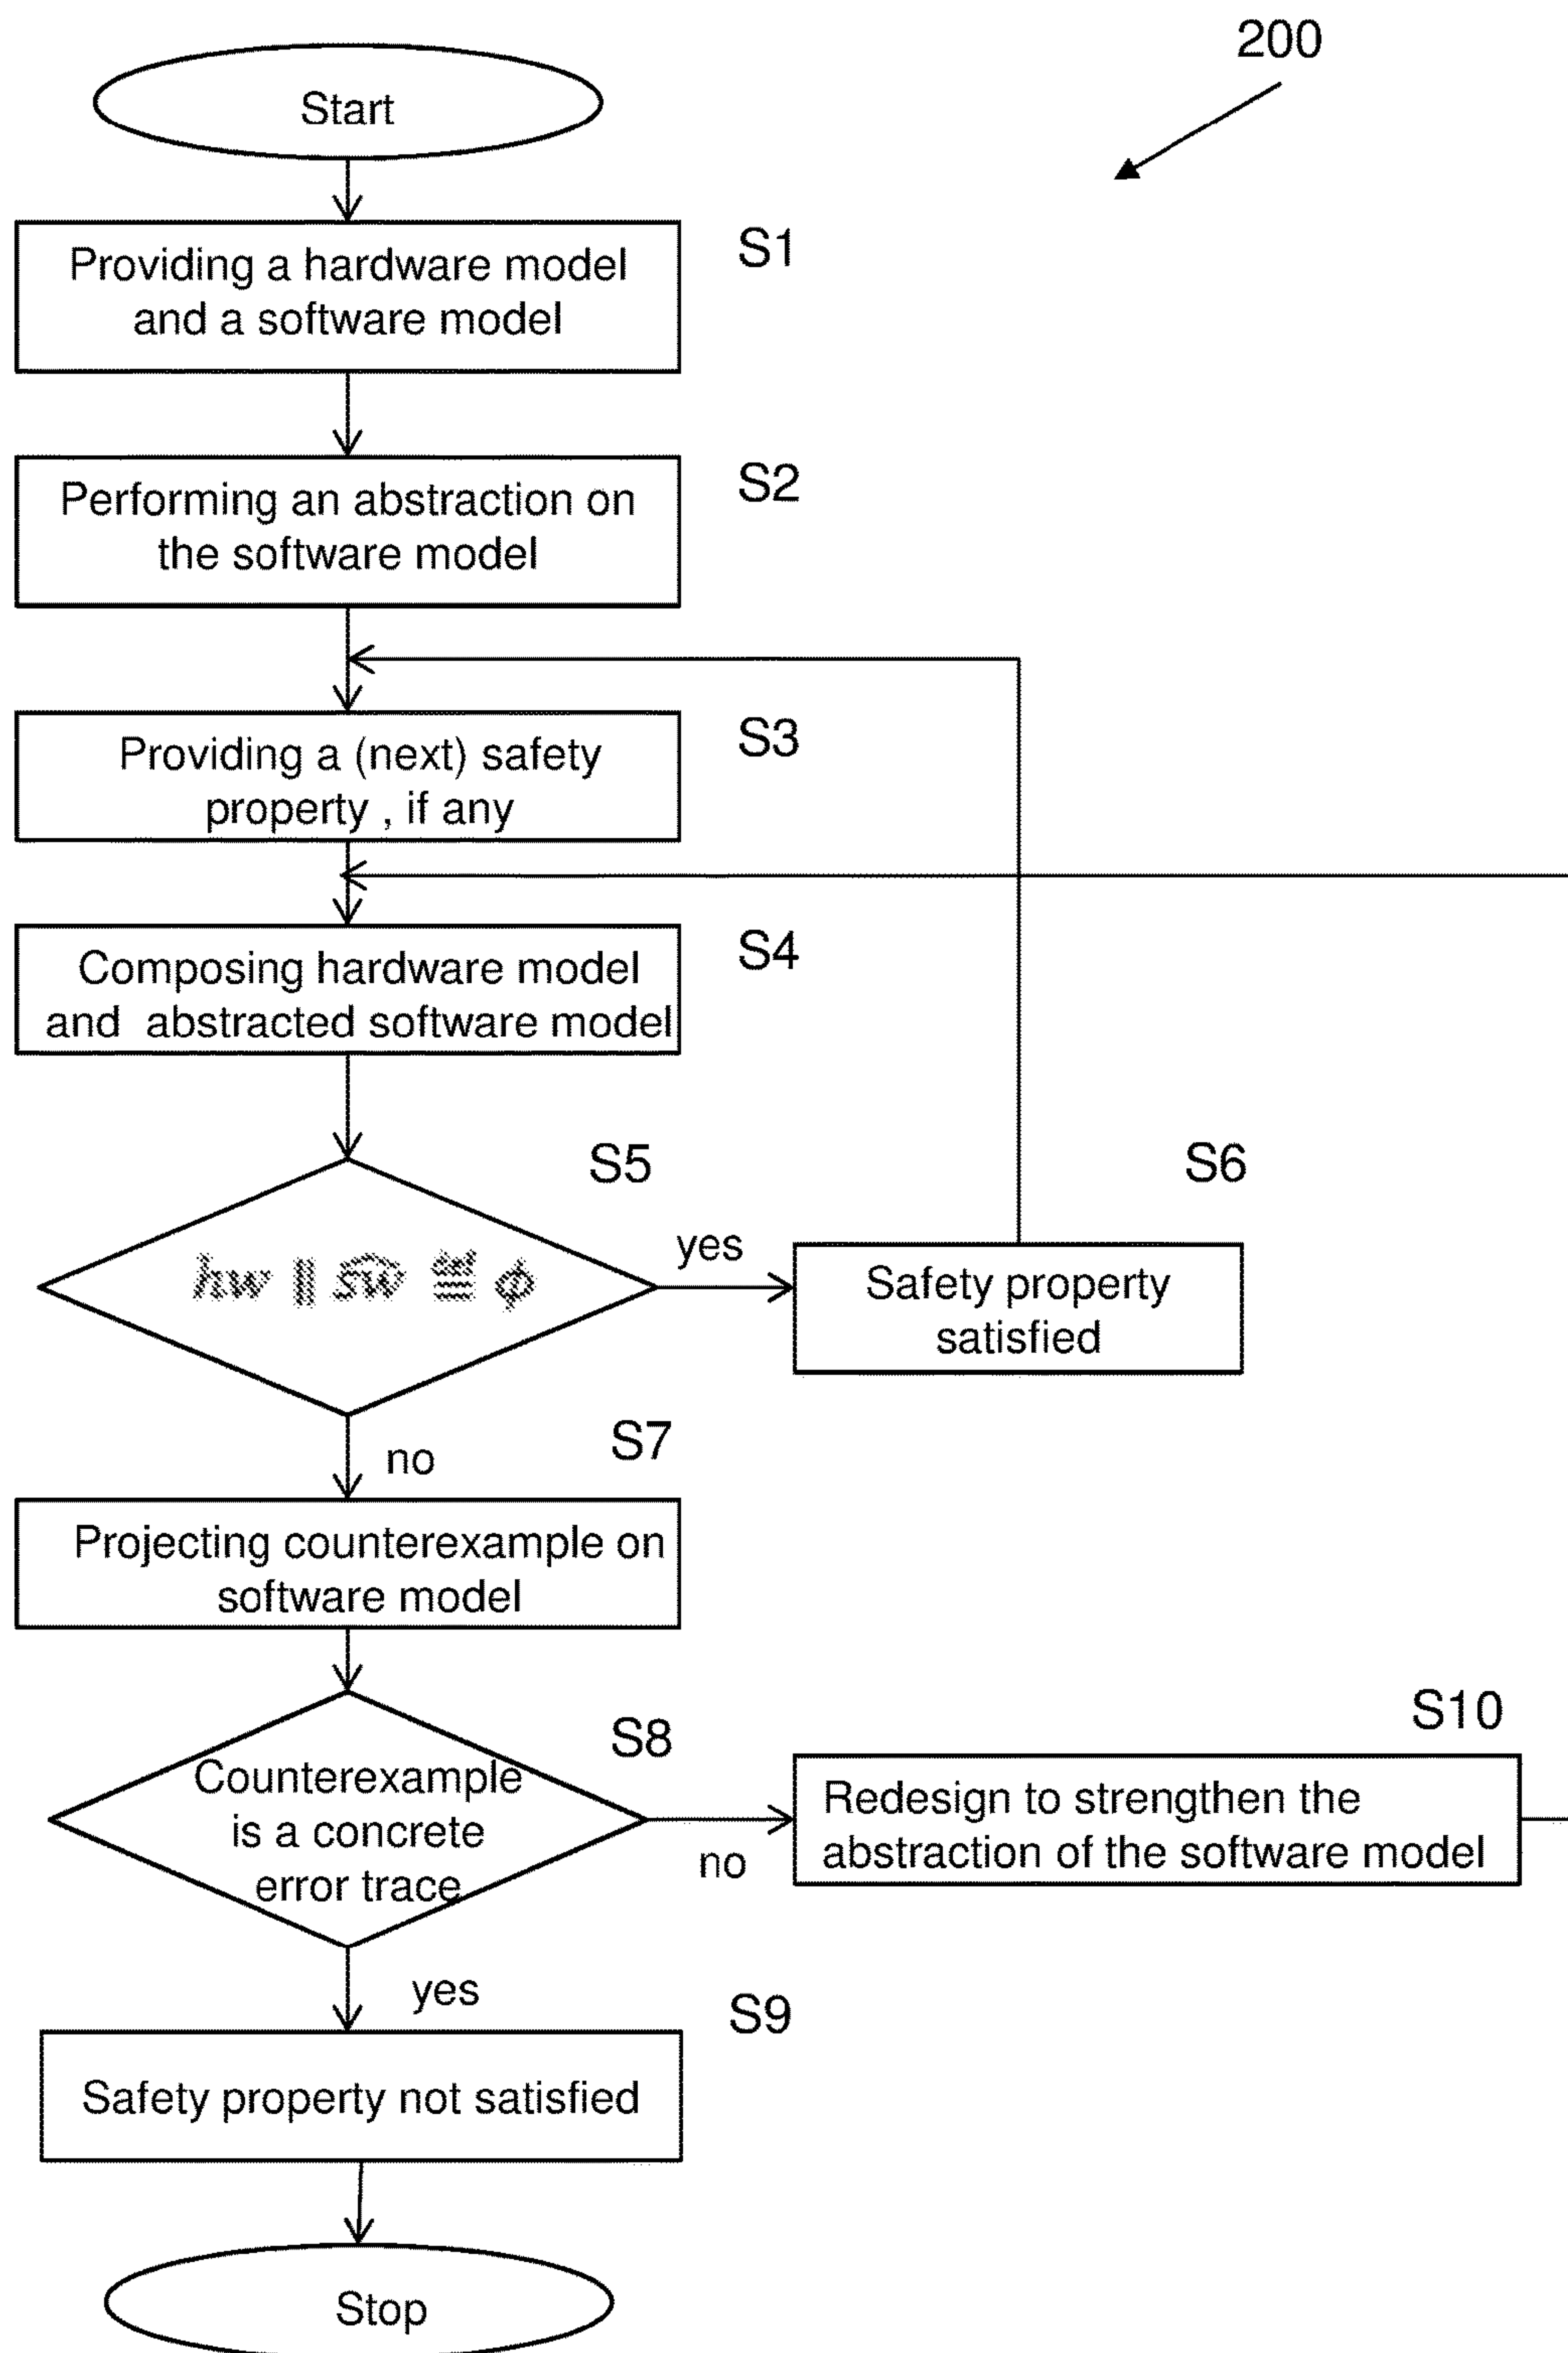 200
Start
Providing a hardware model
and a software model
S1
Performing an abstraction on
the software model
S2
Providing a (next) safety
property , if any
S3
Composing hardware model
and abstracted software model
S4
S5
hw ∥ ŝw
ϕ
yes
S6
Safety property
satisfied
no
S7
Projecting counterexample on
software model
S8
Counterexample
is a concrete
error trace
no
S10
Redesign to strengthen the
abstraction of the software model
yes
S9
Safety property not satisfied
Stop